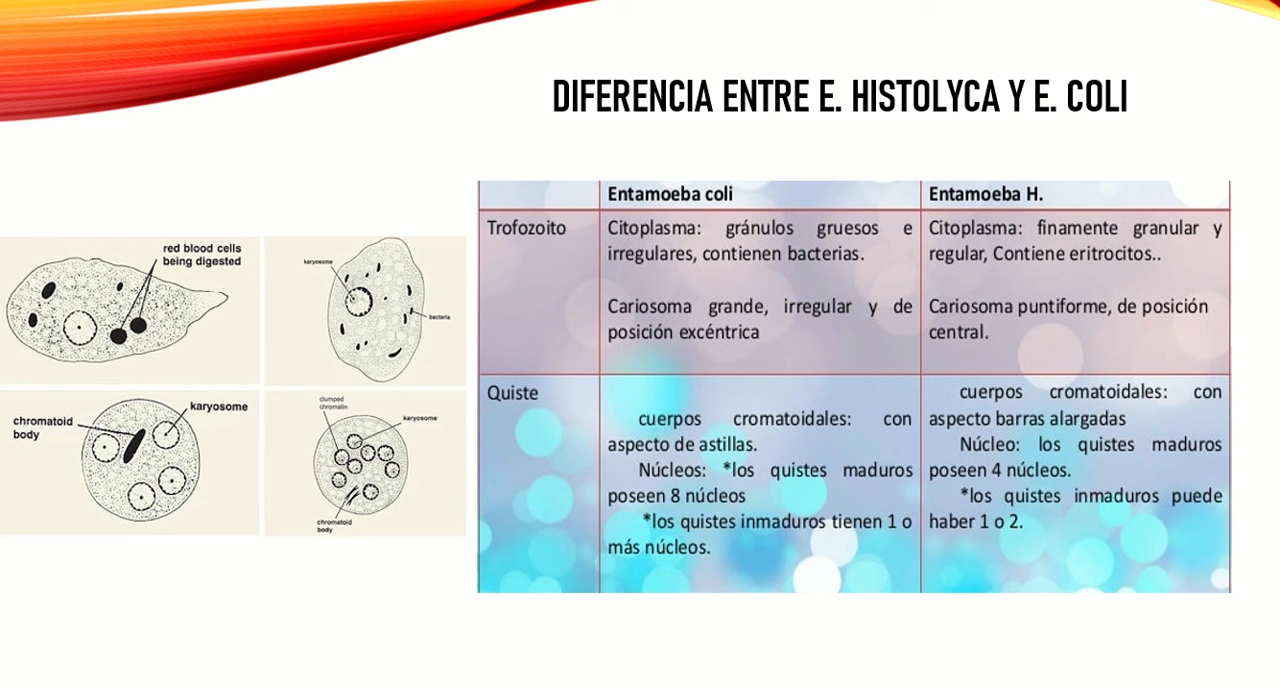 DIFERENCIA ENTRE E. HISTOLYCA Y E. COLI
red blood cells
being digested
karyosome
bacteria
chromatoid
body
karyosome
clumped
chromatin
karyosome
chromatoid
body
Entamoeba coli
Entamoeba H.
Trofozoito
Citoplasma: gránulos gruesos e
irregulares, contienen bacterias.
Cariosoma grande, irregular y de
posición excéntrica
Citoplasma: finamente granular y
regular, Contiene eritrocitos..
Cariosoma puntiforme, de posición
central.
Quiste
cuerpos cromatoidales: con
aspecto de astillas.
Núcleos: *los quistes maduros
poseen 8 núcleos
*los quistes inmaduros tienen 1 o
más núcleos.
cuerpos cromatoidales: con
aspecto barras alargadas
Núcleo: los quistes maduros
poseen 4 núcleos.
*los quistes inmaduros puede
haber 1 o 2.